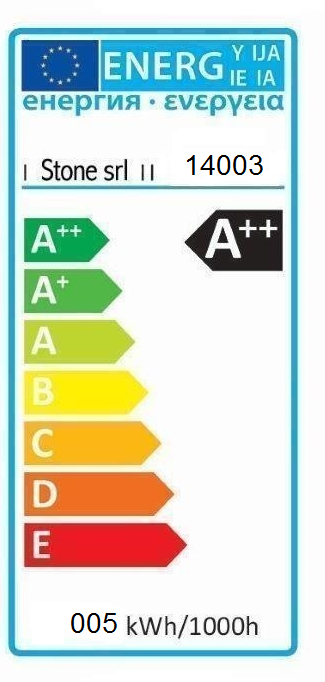 ENERG Y IJA
IE IA
енергия · ενεργεια
I Stone srl I I 14003
A++ A++
A+
A
B
C
D
E
005 kWh/1000h